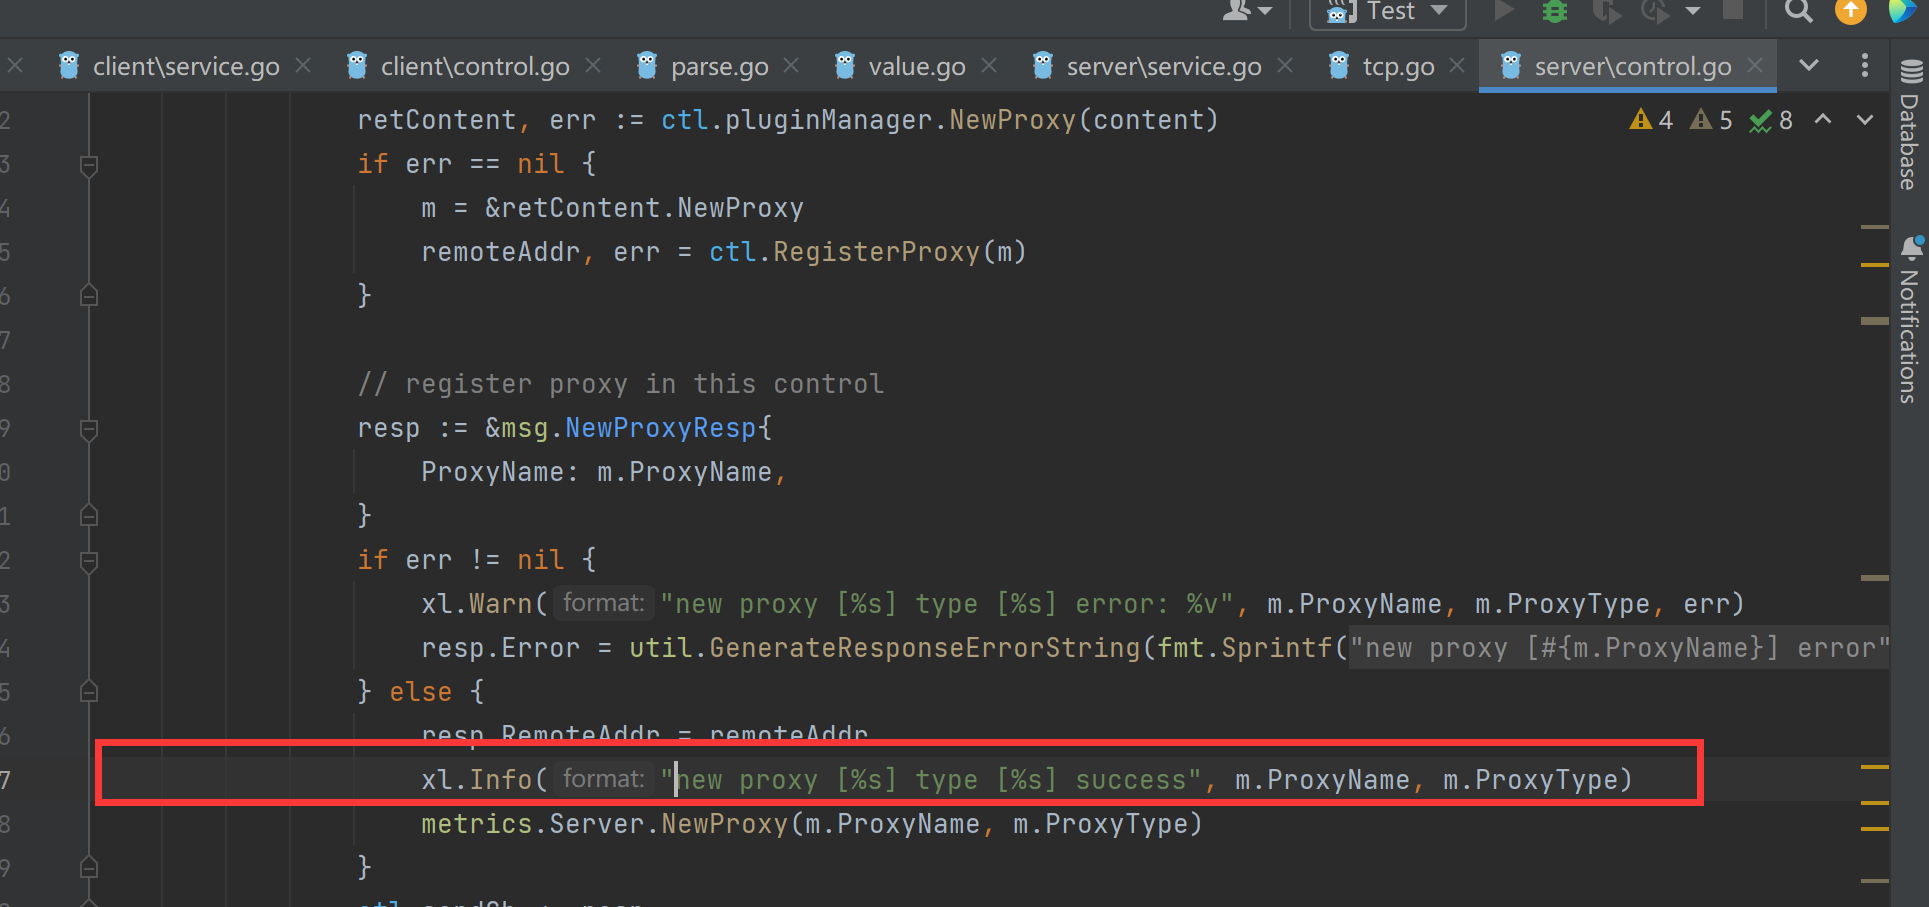 Test
client\service.go
client\control.go
parse.go
value.go
server\service.go
tcp.go
server\control.go
Database
Notifications
4 5 8
2 retContent, err := ctl.pluginManager.NewProxy(content)
3 if err == nil {
4 m = &retContent.NewProxy
5 remoteAddr, err = ctl.RegisterProxy(m)
6 }
7
8 // register proxy in this control
9 resp := &msg.NewProxyResp{
0 ProxyName: m.ProxyName,
1 }
2 if err != nil {
3 xl.Warn( format: "new proxy [%s] type [%s] error: %v", m.ProxyName, m.ProxyType, err)
4 resp.Error = util.GenerateResponseErrorString(fmt.Sprintf("new proxy [#{m.ProxyName}] error"
5 } else {
6 resp.RemoteAddr = remoteAddr
7 xl.Info( format: "new proxy [%s] type [%s] success", m.ProxyName, m.ProxyType)
8 metrics.Server.NewProxy(m.ProxyName, m.ProxyType)
9 }